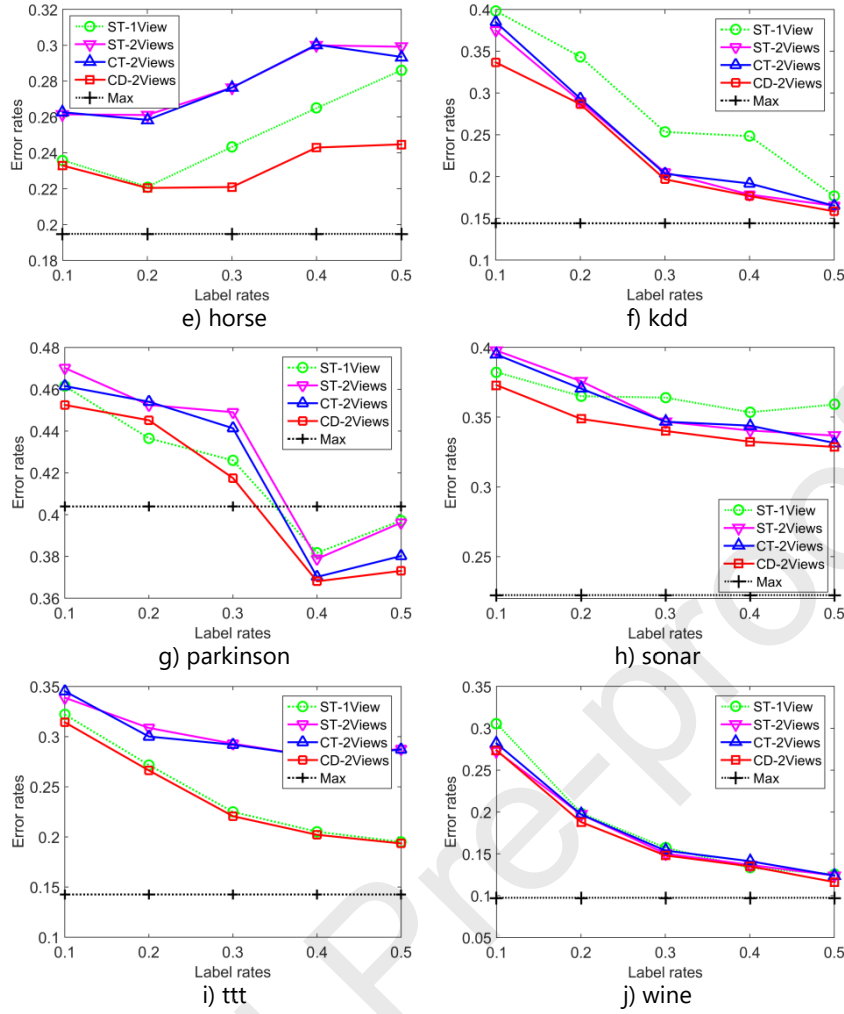 0.32
0.3
0.28
0.26
0.24
0.22
0.2
0.18
Error rates
ST-1View
ST-2Views
CT-2Views
CD-2Views
Max
0.1 0.2 0.3 0.4 0.5
Label rates
e) horse
0.4
0.35
0.3
0.25
0.2
0.15
0.1
Error rates
ST-1View
ST-2Views
CT-2Views
CD-2Views
Max
0.1 0.2 0.3 0.4 0.5
Label rates
f) kdd
0.48
0.46
0.44
0.42
0.4
0.38
0.36
Error rates
ST-1View
ST-2Views
CT-2Views
CD-2Views
Max
0.1 0.2 0.3 0.4 0.5
Label rates
g) parkinson
0.4
0.35
0.3
0.25
Error rates
ST-1View
ST-2Views
CT-2Views
CD-2Views
Max
0.1 0.2 0.3 0.4 0.5
Label rates
h) sonar
0.35
0.3
0.25
0.2
0.15
0.1
Error rates
ST-1View
ST-2Views
CT-2Views
CD-2Views
Max
0.1 0.2 0.3 0.4 0.5
Label rates
i) ttt
0.35
0.3
0.25
0.2
0.15
0.1
0.05
Error rates
ST-1View
ST-2Views
CT-2Views
CD-2Views
Max
0.1 0.2 0.3 0.4 0.5
Label rates
j) wine
Pre-proo